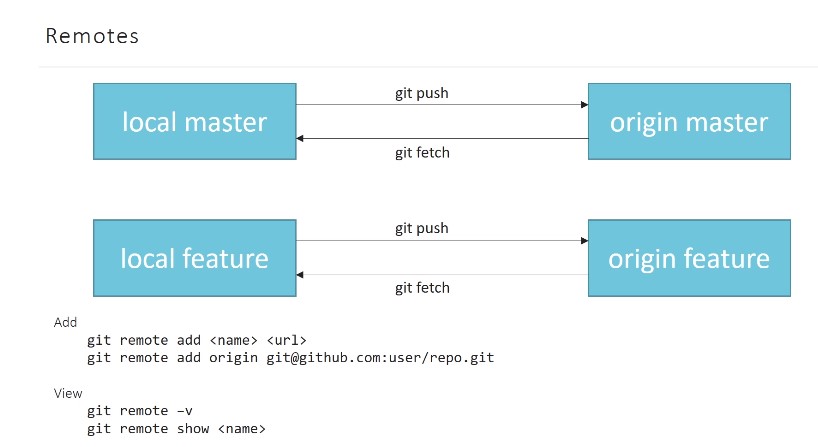 Remotes
git push
local master
origin master
git fetch
git push
local feature
origin feature
git fetch
Add
git remote add <name> <url>
git remote add origin git@github.com:user/repo.git
View
git remote –v
git remote show <name>